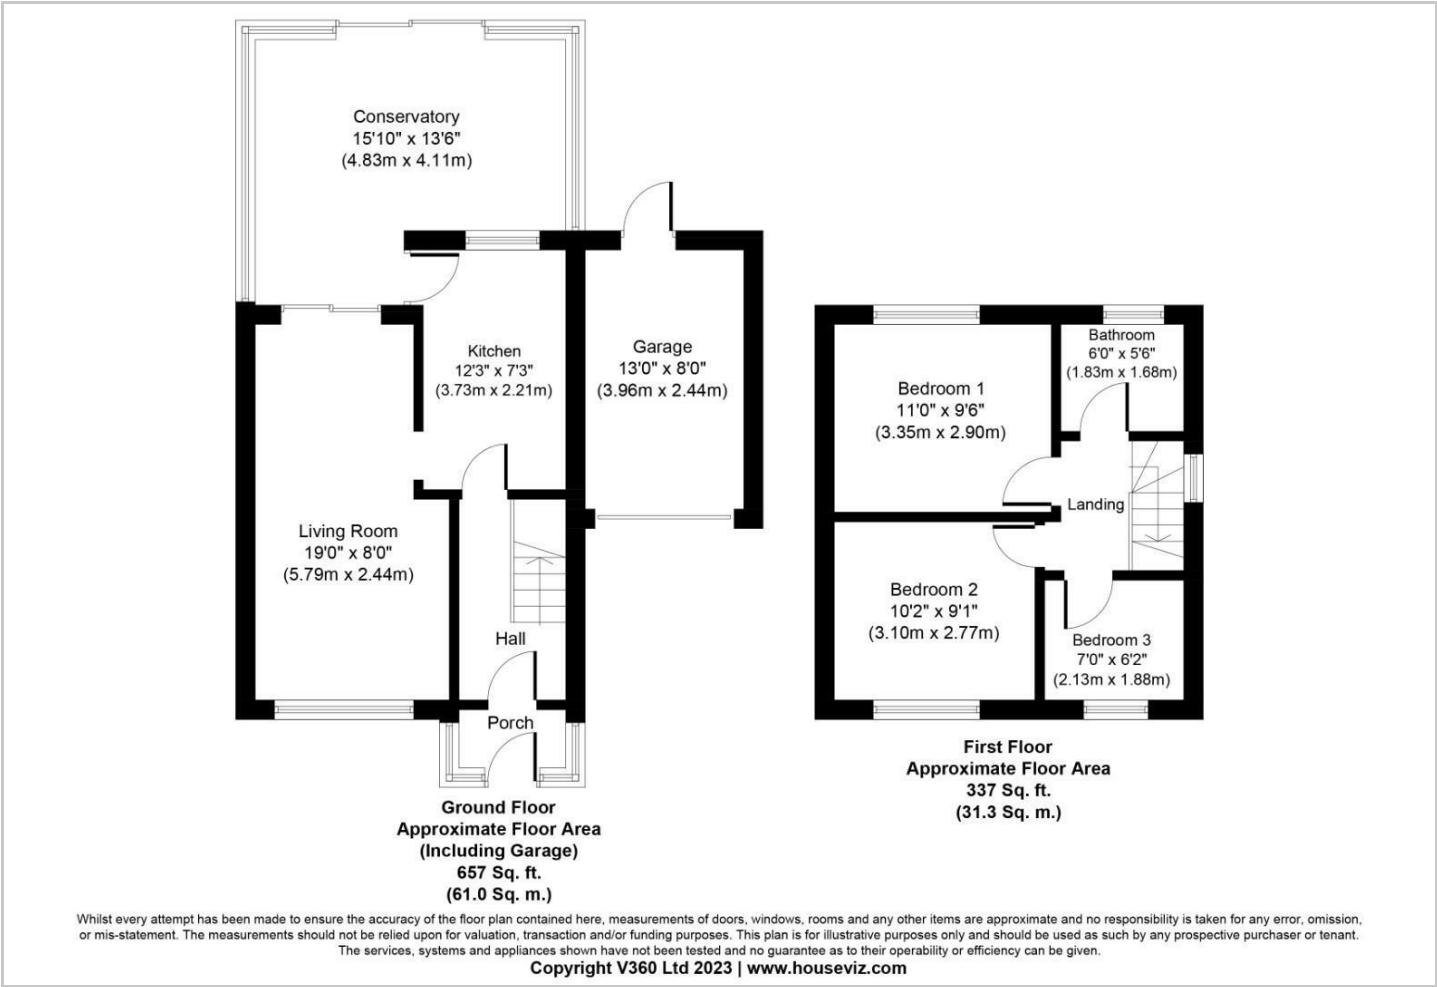 Conservatory
15'10" x 13'6"
(4.83m x 4.11m)
Kitchen
12'3" x 7'3"
(3.73m x 2.21m)
Garage
13'0" x 8'0"
(3.96m x 2.44m)
Living Room
19'0" x 8'0"
(5.79m x 2.44m)
Hall
Porch
Ground Floor
Approximate Floor Area
(Including Garage)
657 Sq. ft.
(61.0 Sq. m.)
Bathroom
6'0" x 5'6"
(1.83m x 1.68m)
Bedroom 1
11'0" x 9'6"
(3.35m x 2.90m)
Landing
Bedroom 2
10'2" x 9'1"
(3.10m x 2.77m)
Bedroom 3
7'0" x 6'2"
(2.13m x 1.88m)
First Floor
Approximate Floor Area
337 Sq. ft.
(31.3 Sq. m.)
Whilst every attempt has been made to ensure the accuracy of the floor plan contained here, measurements of doors, windows, rooms and any other items are approximate and no responsibility is taken for any error, omission,
or mis-statement. The measurements should not be relied upon for valuation, transaction and/or funding purposes. This plan is for illustrative purposes only and should be used as such by any prospective purchaser or tenant.
The services, systems and appliances shown have not been tested and no guarantee as to their operability or efficiency can be given.
Copyright V360 Ltd 2023 | www.houseviz.com